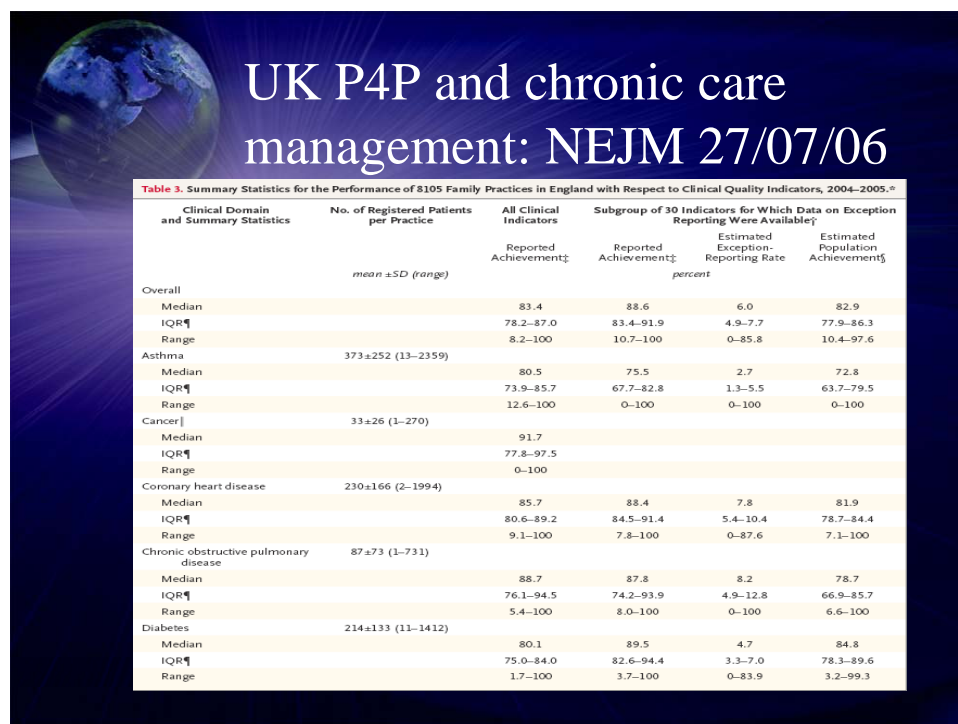 UK P4P and chronic care
management: NEJM 27/07/06
Table 3. Summary Statistics for the Performance of 8105 Family Practices in England with Respect to Clinical Quality Indicators, 2004–2005.*
Clinical Domain and Summary Statistics No. of Registered Patients per Practice All Clinical Indicators Subgroup of 30 Indicators for Which Data on Exception Reporting Were Available†
Reported Achievement‡ Reported Achievement‡ Estimated Exception-Reporting Rate Estimated Population Achievement§
mean ±SD (range) percent
Overall
Median 83.4 88.6 6.0 82.9
IQR¶ 78.2–87.0 83.4–91.9 4.9–7.7 77.9–86.3
Range 8.2–100 10.7–100 0–85.8 10.4–97.6
Asthma 373±252 (13–2359)
Median 80.5 75.5 2.7 72.8
IQR¶ 73.9–85.7 67.7–82.8 1.3–5.5 63.7–79.5
Range 12.6–100 0–100 0–100 0–100
Cancer‖ 33±26 (1–270)
Median 91.7
IQR¶ 77.8–97.5
Range 0–100
Coronary heart disease 230±166 (2–1994)
Median 85.7 88.4 7.8 81.9
IQR¶ 80.6–89.2 84.5–91.4 5.4–10.4 78.7–84.4
Range 9.1–100 7.8–100 0–87.6 7.1–100
Chronic obstructive pulmonary 87±73 (1–731)
disease
Median 88.7 87.8 8.2 78.7
IQR¶ 76.1–94.5 74.2–93.9 4.9–12.8 66.9–85.7
Range 5.4–100 8.0–100 0–100 6.6–100
Diabetes 214±133 (11–1412)
Median 80.1 89.5 4.7 84.8
IQR¶ 75.0–84.0 82.6–94.4 3.3–7.0 78.3–89.6
Range 1.7–100 3.7–100 0–83.9 3.2–99.3